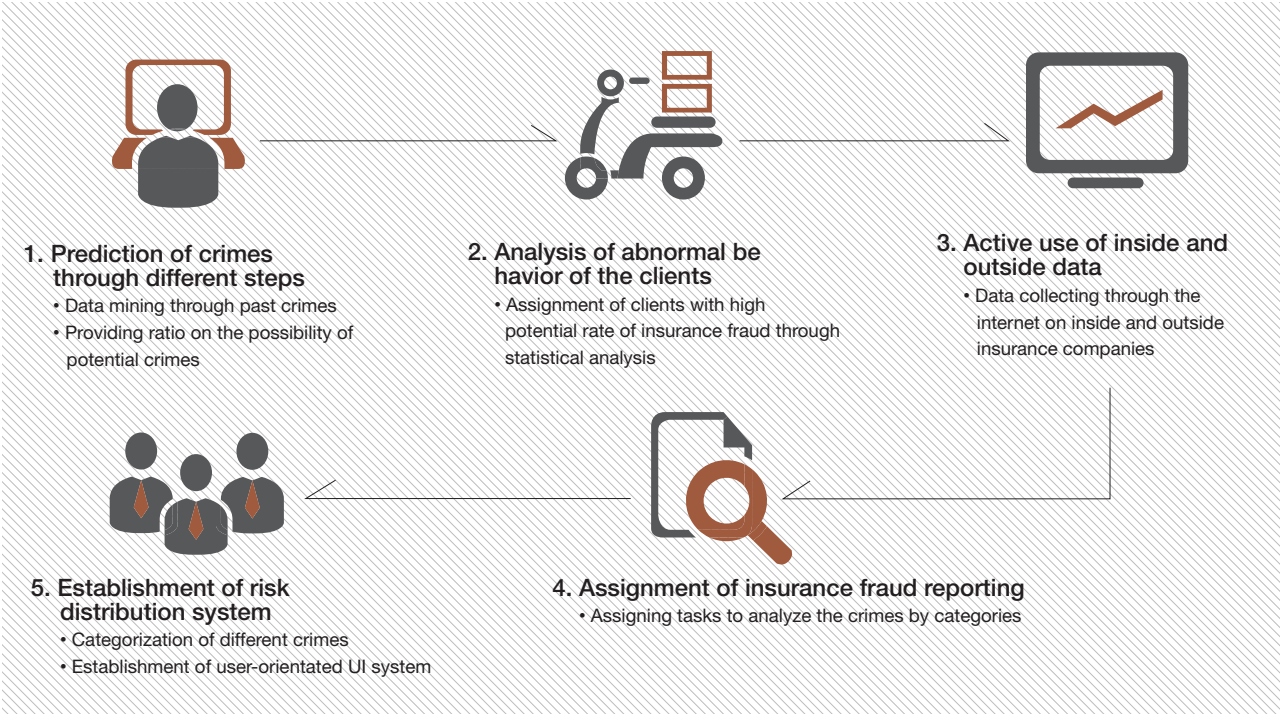 1. Prediction of crimes
through different steps
• Data mining through past crimes
• Providing ratio on the possibility of
potential crimes
2. Analysis of abnormal be
havior of the clients
• Assignment of clients with high
potential rate of insurance fraud through
statistical analysis
3. Active use of inside and
outside data
• Data collecting through the
internet on inside and outside
insurance companies
4. Assignment of insurance fraud reporting
• Assigning tasks to analyze the crimes by categories
5. Establishment of risk
distribution system
• Categorization of different crimes
• Establishment of user-orientated UI system